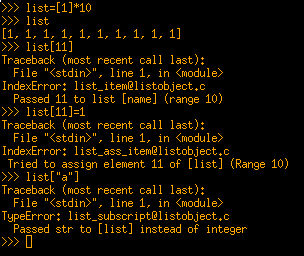 >>> list=[1]*10
>>> list
[1, 1, 1, 1, 1, 1, 1, 1, 1, 1]
>>> list[11]
Traceback (most recent call last):
  File "<stdin>", line 1, in <module>
IndexError: list_item@listobject.c
  Passed 11 to list [name] (range 10)
>>> list[11]=1
Traceback (most recent call last):
  File "<stdin>", line 1, in <module>
IndexError: list_ass_item@listobject.c
 Tried to assign element 11 of [list] (Range 10)
>>> list["a"]
Traceback (most recent call last):
  File "<stdin>", line 1, in <module>
TypeError: list_subscript@listobject.c
  Passed str to [list] instead of integer
>>>